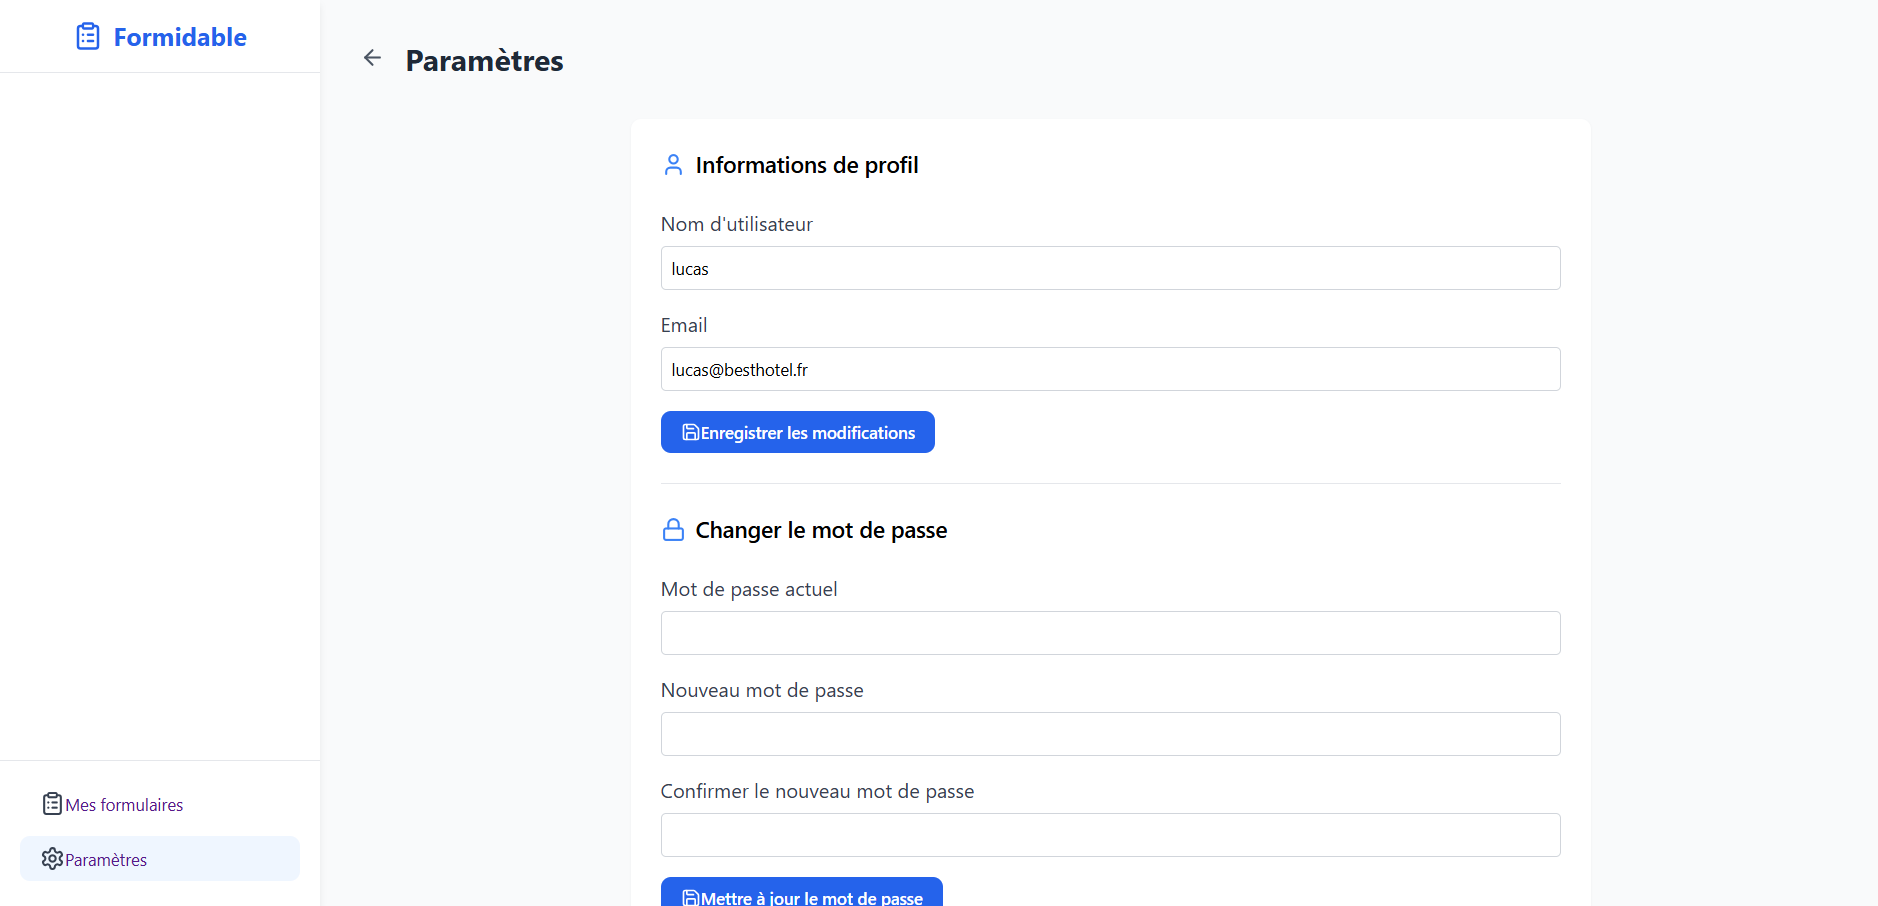 Formidable
Paramètres
Informations de profil
Nom d'utilisateur
lucas
Email
lucas@besthotel.fr
Enregistrer les modifications
Changer le mot de passe
Mot de passe actuel
Nouveau mot de passe
Confirmer le nouveau mot de passe
Mettre à jour le mot de passe
Mes formulaires
Paramètres